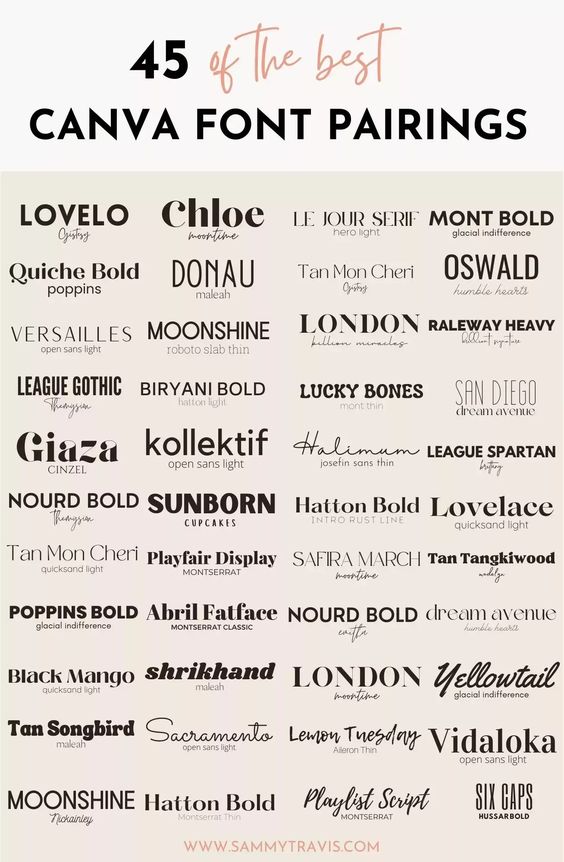 45 of the best
CANVA FONT PAIRINGS
LOVELO
Gistesy
Chloe
moontime
LE JOUR SERIF
hero light
MONT BOLD
glacial indifference
Quiche Bold
poppins
DONAU
maleah
Tan Mon Cheri
Gistesy
OSWALD
humble hearts
VERSAILLES
open sans light
MOONSHINE
roboto slab thin
LONDON
billion miracles
RALEWAY HEAVY
brilliant signature
LEAGUE GOTHIC
Themysion
BIRYANI BOLD
hatton light
LUCKY BONES
mont thin
SAN DIEGO
dream avenue
Giaza
CINZEL
kollektif
open sans light
Halimum
josefin sans thin
LEAGUE SPARTAN
brittany
NOURD BOLD
Themysion
SUNBORN
CUPCAKES
Hatton Bold
INTRO RUST LINE
Lovelace
quicksand light
Tan Mon Cheri
quicksand light
Playfair Display
MONTSERRAT
SAFIRA MARCH
moontime
Tan Tangkiwood
madelyn
POPPINS BOLD
glacial indifference
Abril Fatface
MONTSERRAT CLASSIC
NOURD BOLD
dream avenue
humble hearts
Black Mango
quicksand light
shrikhand
maleah
LONDON
moontime
Yellowtail
glacial indifference
Tan Songbird
maleah
Sacramento
open sans light
Lemon Tuesday
Aileron Thin
Vidaloka
open sans light
MOONSHINE
Nickainley
Hatton Bold
Montserrat Thin
Playlist Script
MONTSERRAT
SIX CAPS
HUSSAR BOLD
WWW.SAMMYTRAVIS.COM